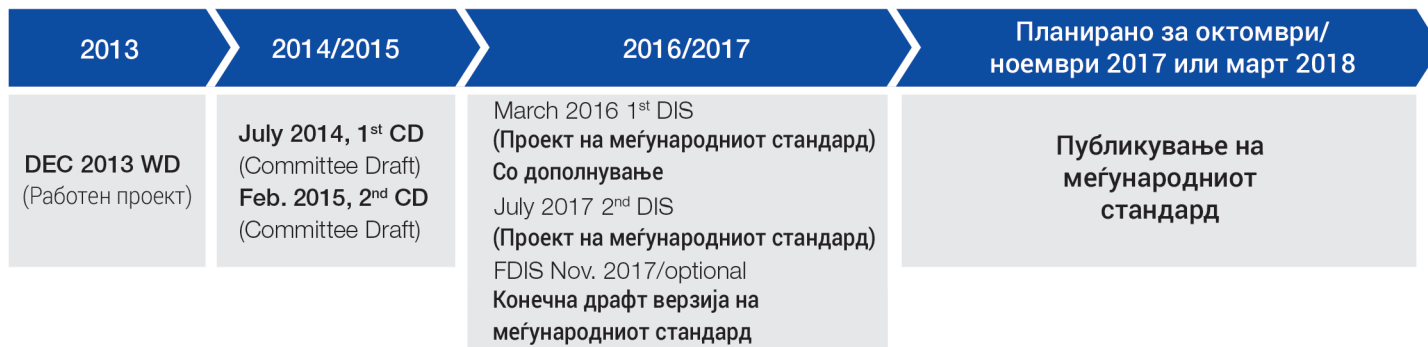 2013
2014/2015
2016/2017
Планирано за октомври/
ноември 2017 или март 2018
DEC 2013 WD
(Работен проект)
July 2014, 1st CD
(Committee Draft)
Feb. 2015, 2nd CD
(Committee Draft)
March 2016 1st DIS
(Проект на меѓународниот стандард)
Со дополнување
July 2017 2nd DIS
(Проект на меѓународниот стандард)
FDIS Nov. 2017/optional
Конечна драфт верзија на
меѓународниот стандард
Публикување на
меѓународниот
стандард